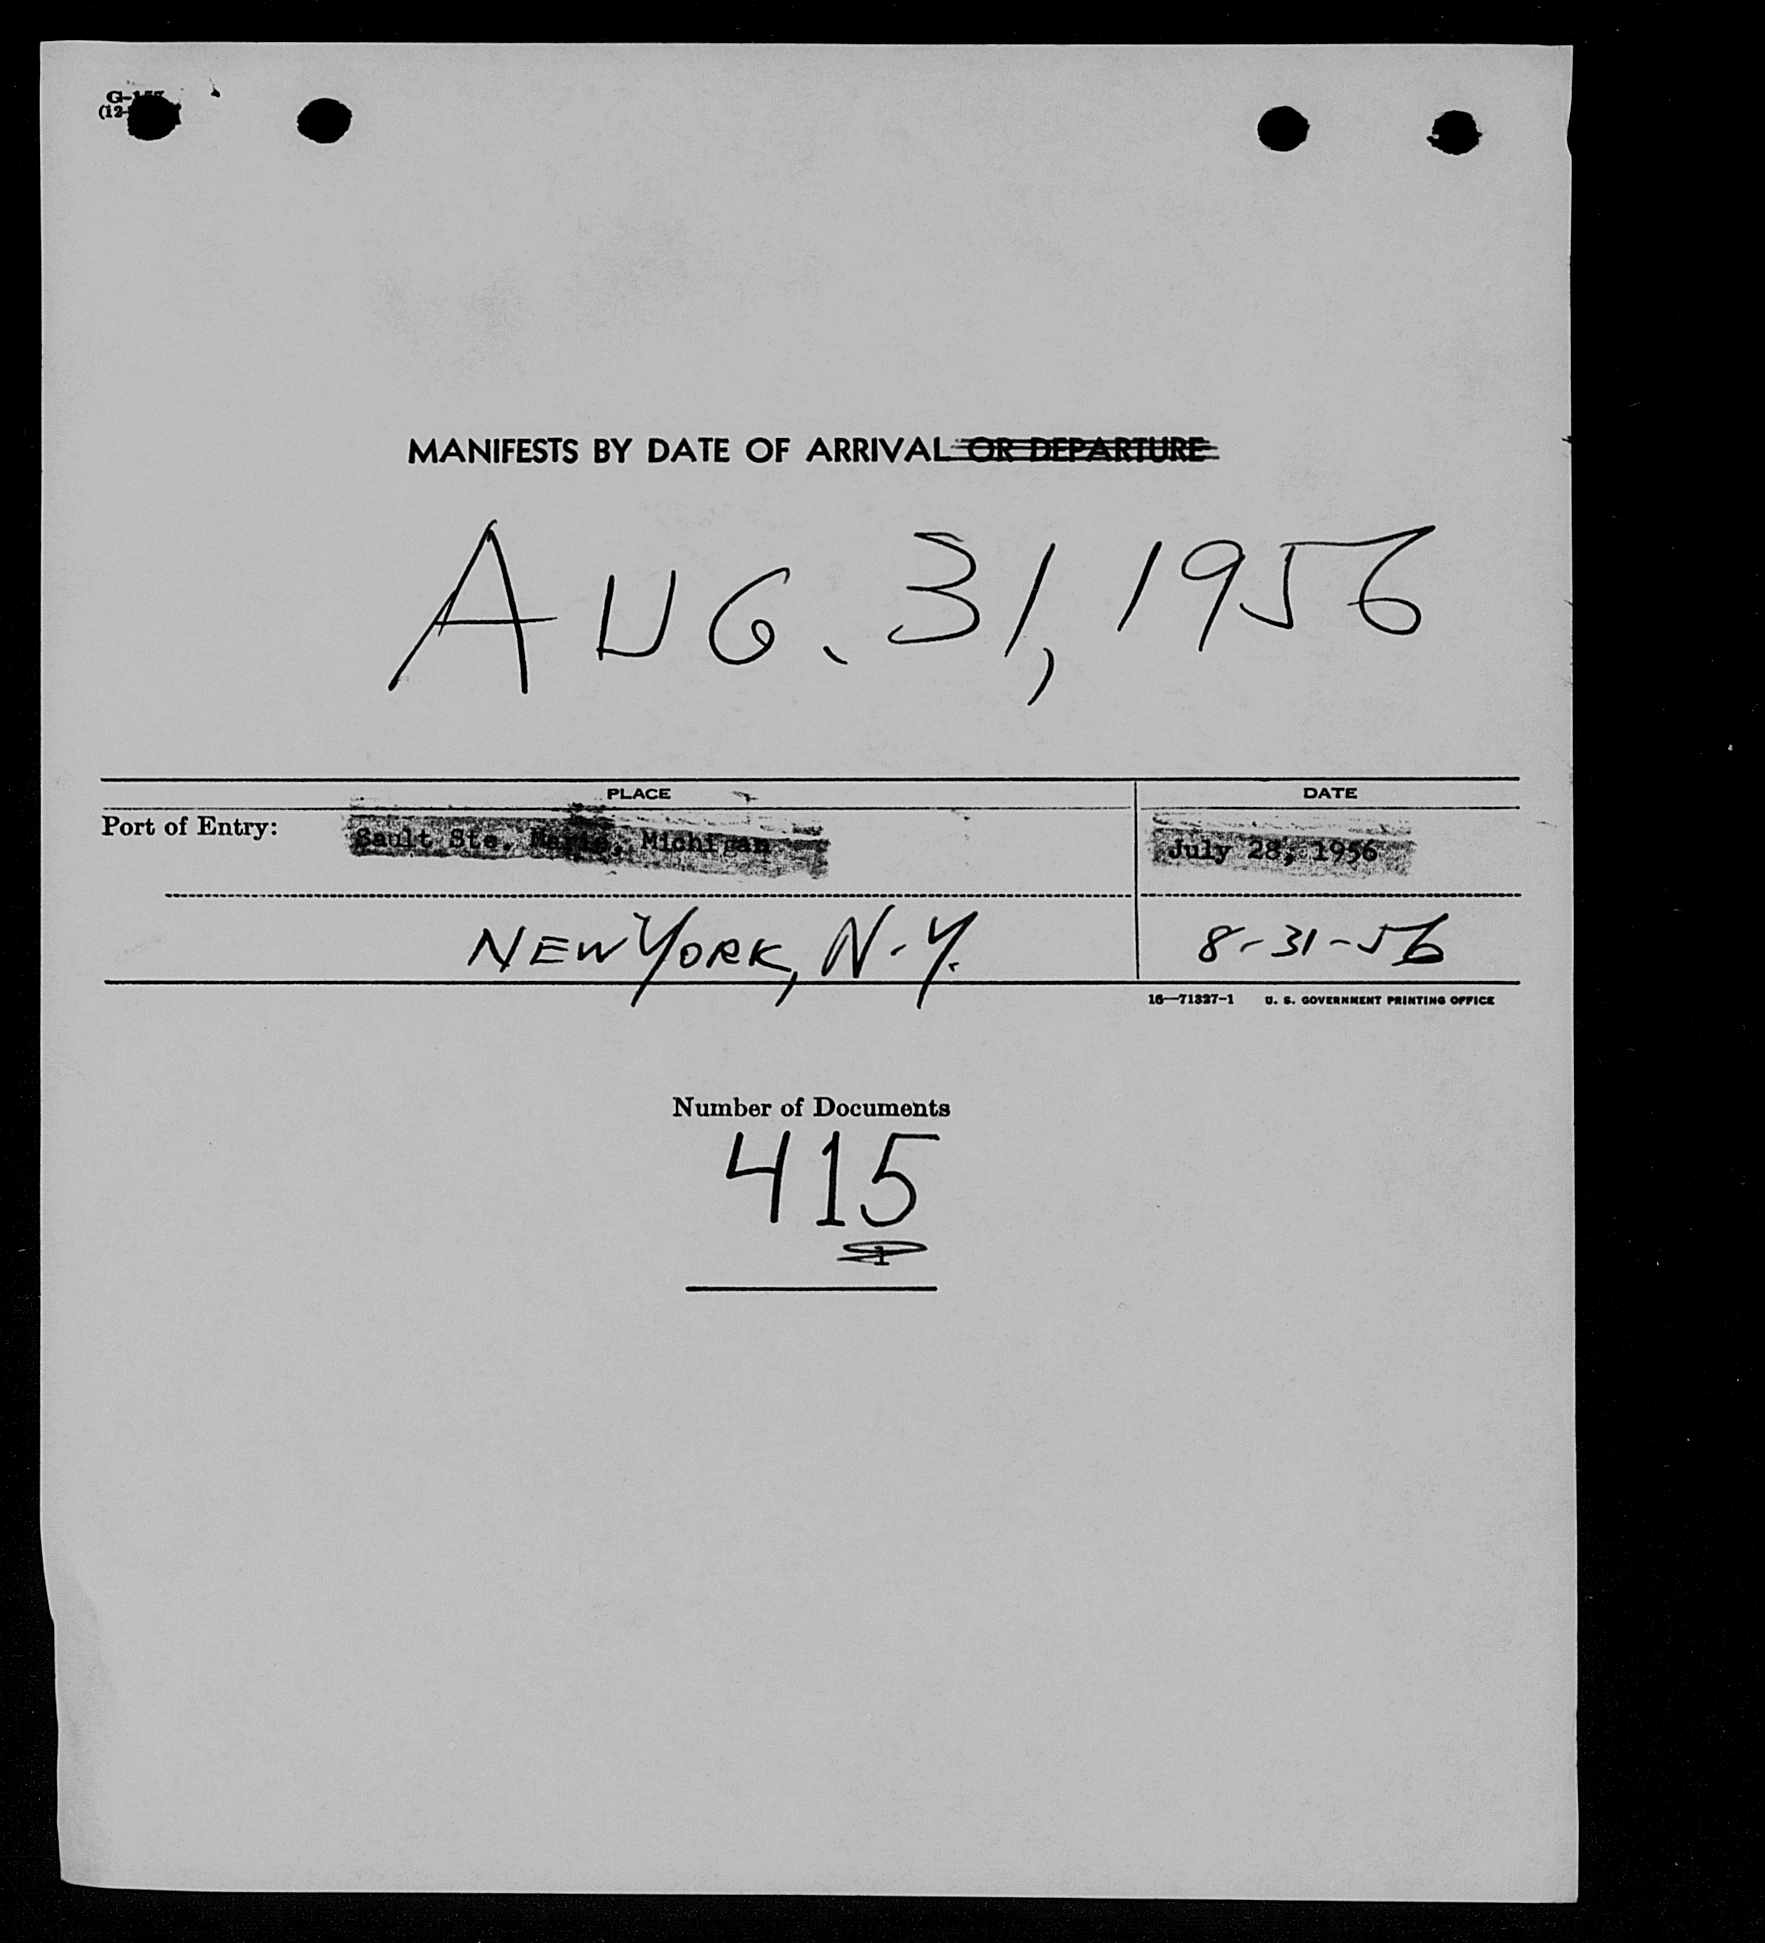 MANIFESTS BY DATE OF ARRIVAL OR DEPARTURE
AUG. 31, 1956
PLACE DATE
Port of Entry: Sault Ste. Marie, Michigan July 28, 1956
NEW YORK, N.Y. 8-31-56
16—71327-1 U. S. GOVERNMENT PRINTING OFFICE
Number of Documents
415
1